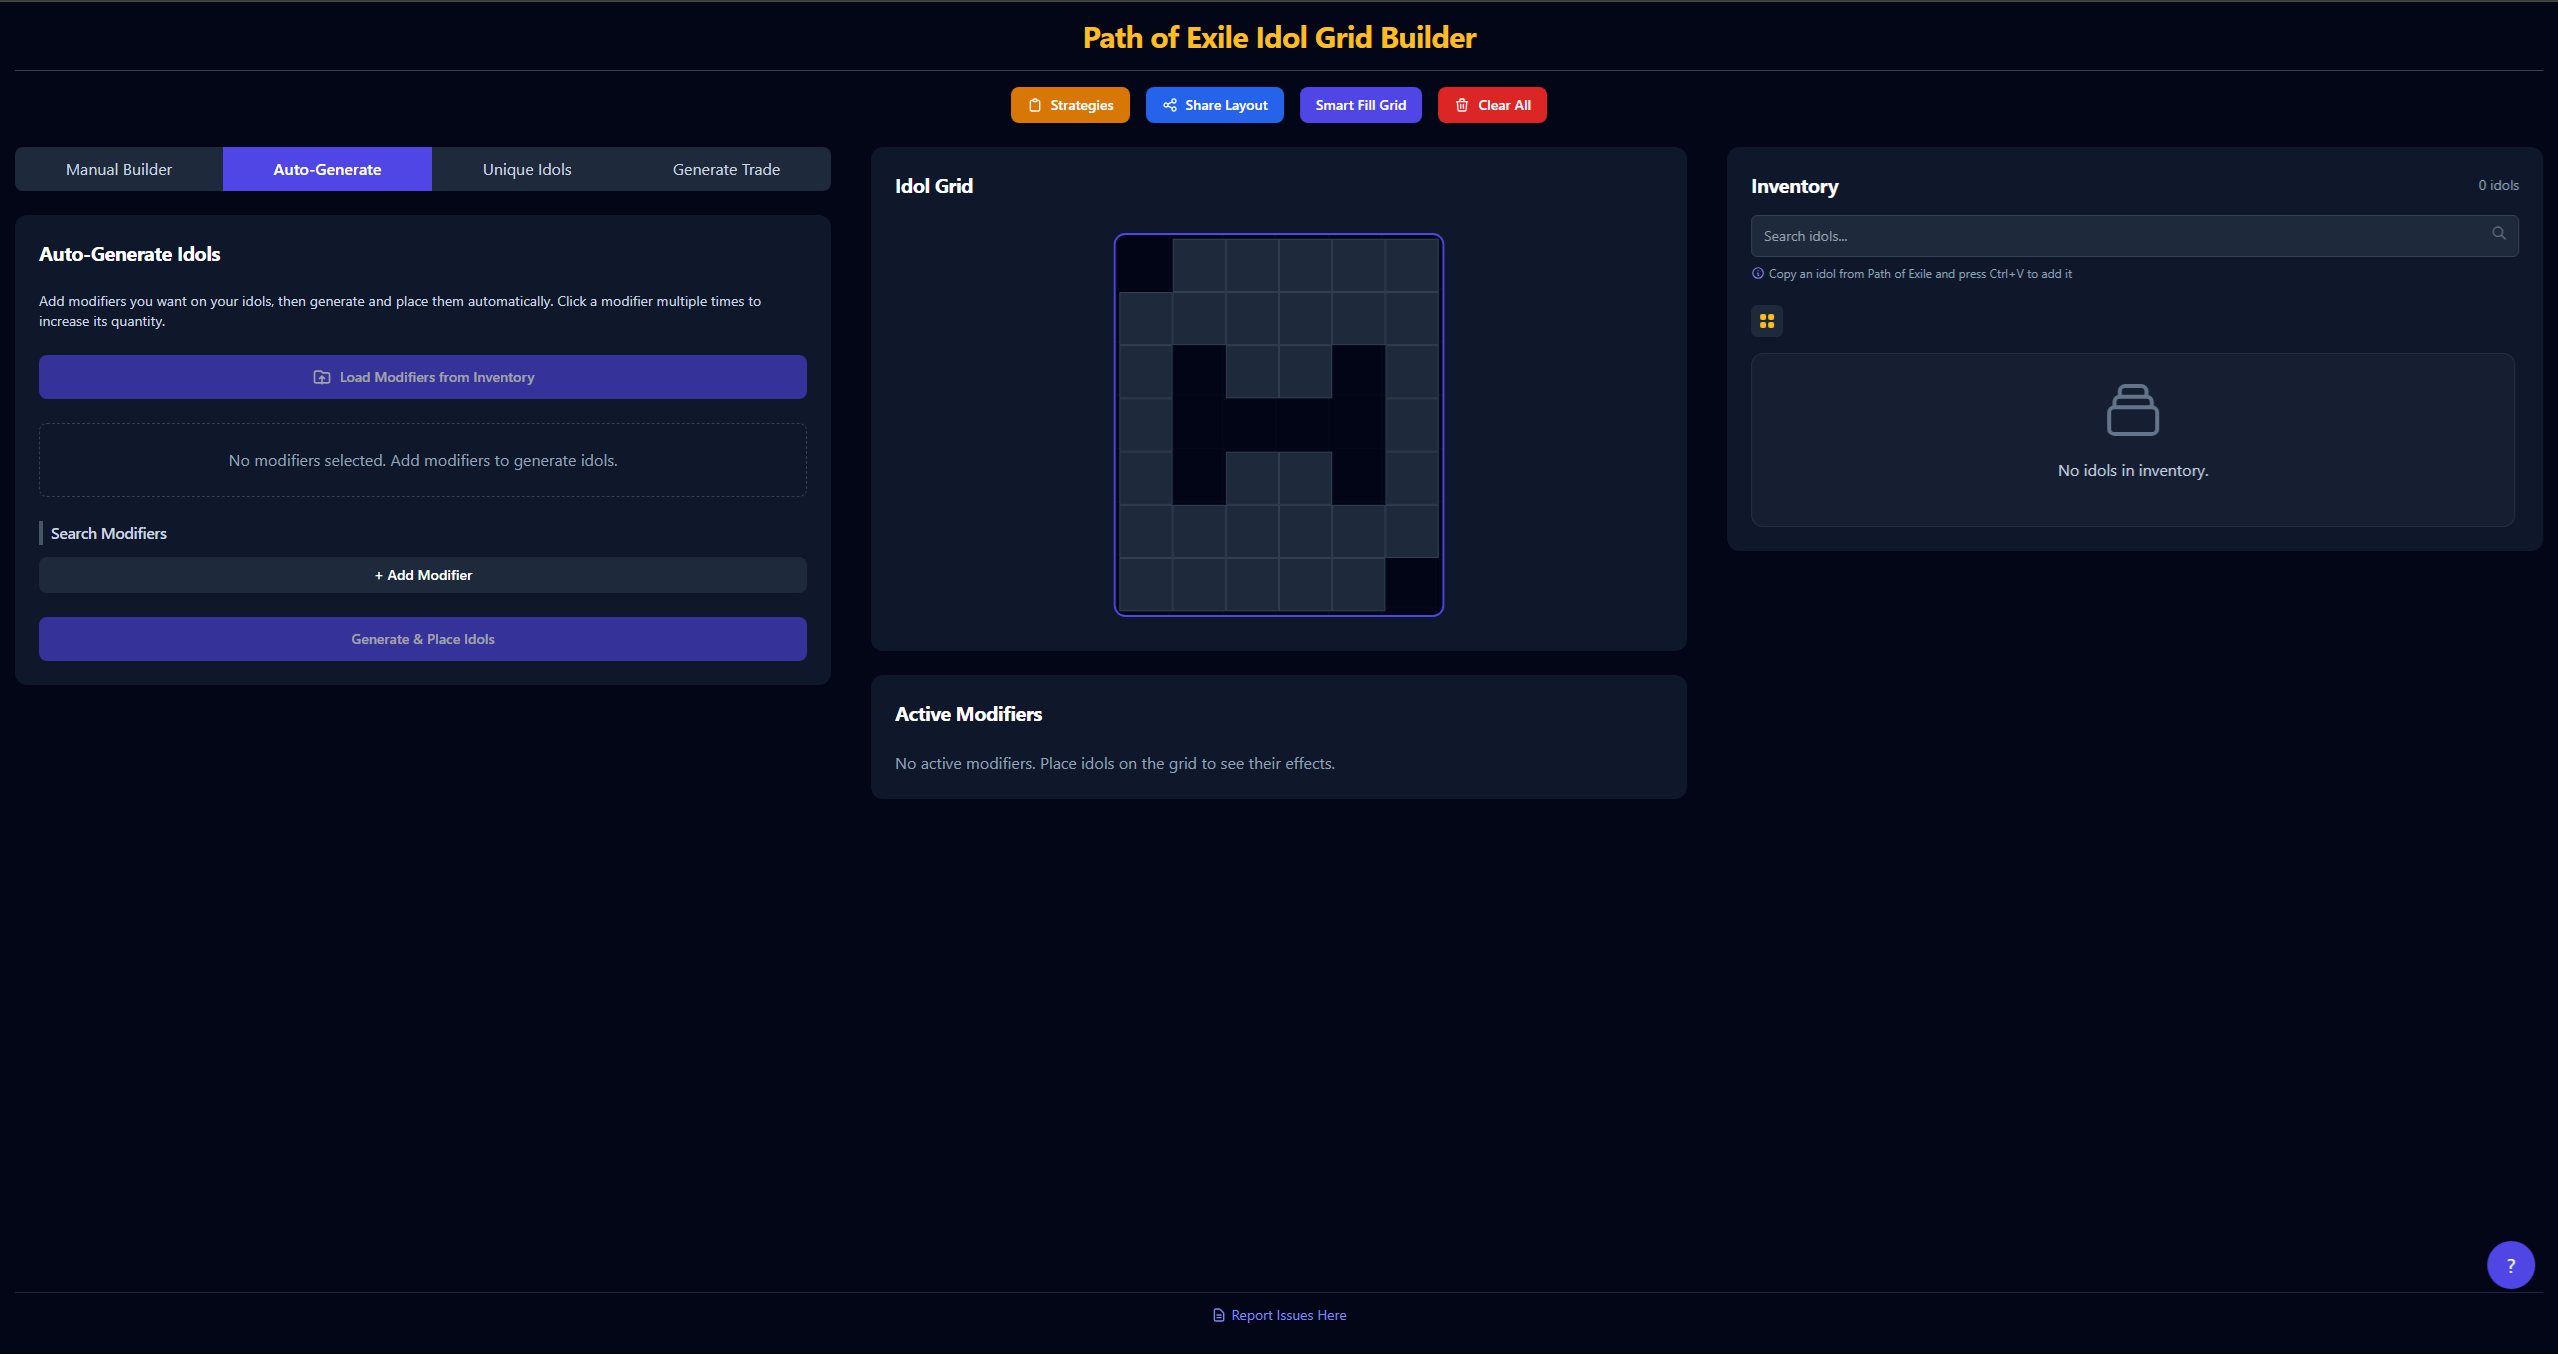 Path of Exile Idol Grid Builder
Strategies
Share Layout
Smart Fill Grid
Clear All
Manual Builder
Auto-Generate
Unique Idols
Generate Trade
Auto-Generate Idols
Add modifiers you want on your idols, then generate and place them automatically. Click a modifier multiple times to
increase its quantity.
Load Modifiers from Inventory
No modifiers selected. Add modifiers to generate idols.
Search Modifiers
+ Add Modifier
Generate & Place Idols
Idol Grid
Active Modifiers
No active modifiers. Place idols on the grid to see their effects.
Inventory
0 idols
Search idols...
Copy an idol from Path of Exile and press Ctrl+V to add it
No idols in inventory.
?
Report Issues Here